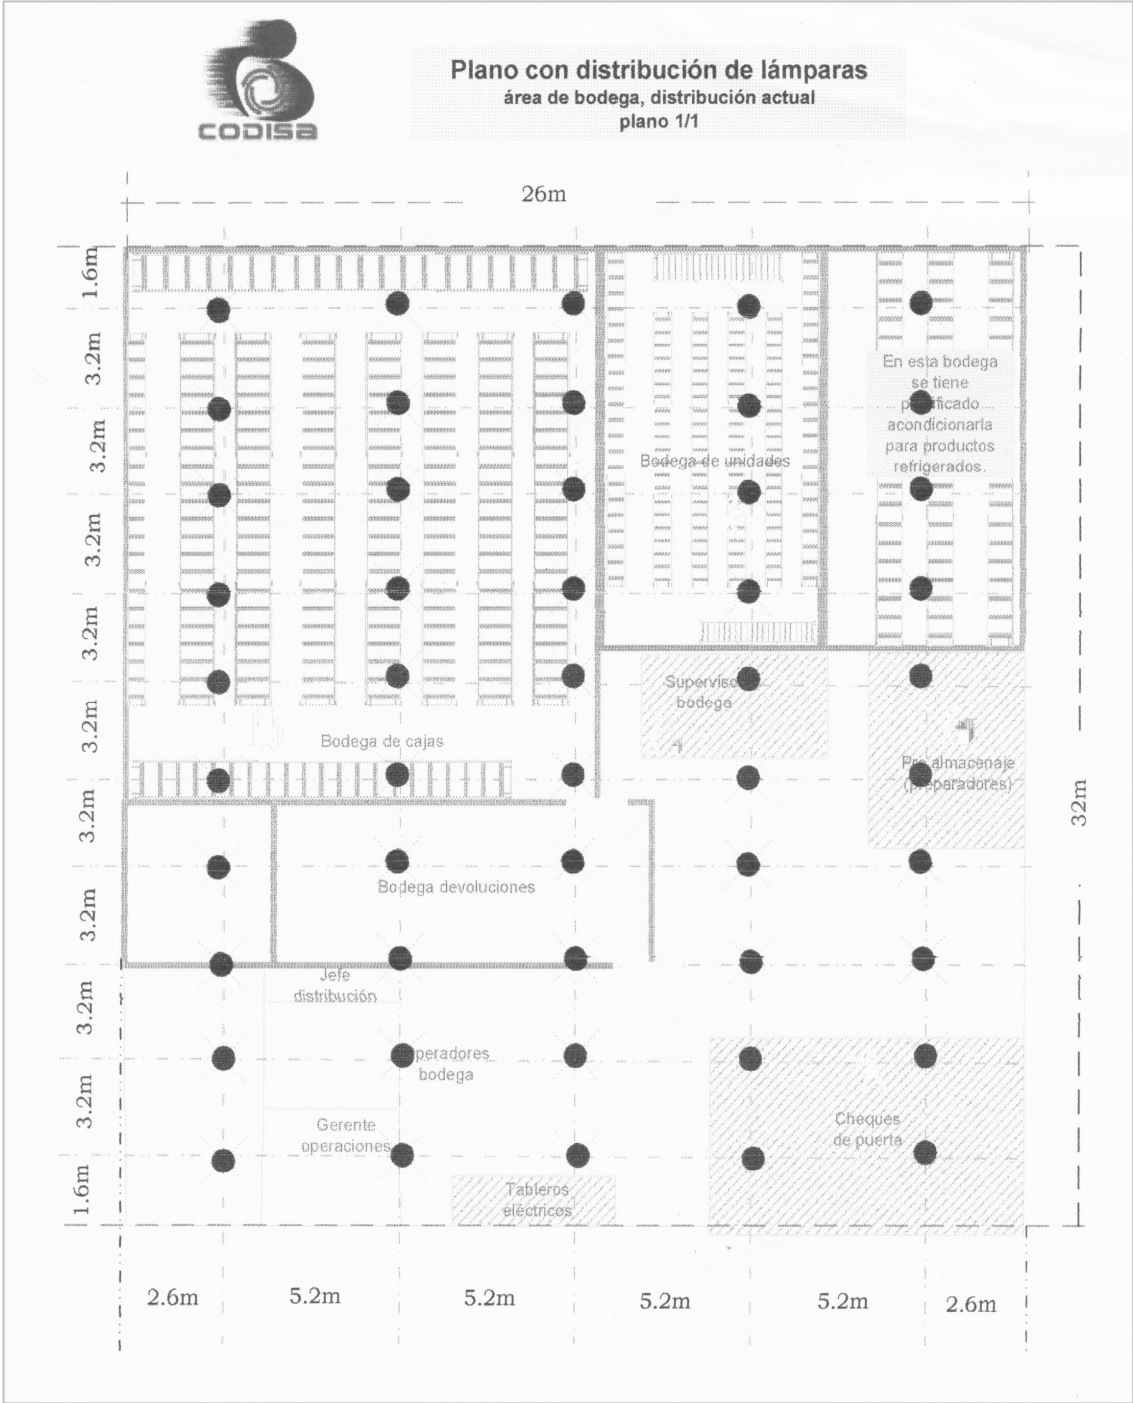 CODISA
Plano con distribución de lámparas
área de bodega, distribución actual
plano 1/1
26m
1.6m
3.2m
3.2m
3.2m
3.2m
3.2m
3.2m
3.2m
3.2m
3.2m
1.6m
32m
En esta bodega
se tiene
acondicionarla
para productos
refrigerados.
Bodega de unidades
Supervisor
bodega
Bodega de cajas
Pre almacenaje
(preparadores)
Bodega devoluciones
Jefe
distribución
peradores
bodega
Gerente
operaciones
Cheques
de puerta
Tableros
eléctricos
2.6m
5.2m
5.2m
5.2m
5.2m
2.6m